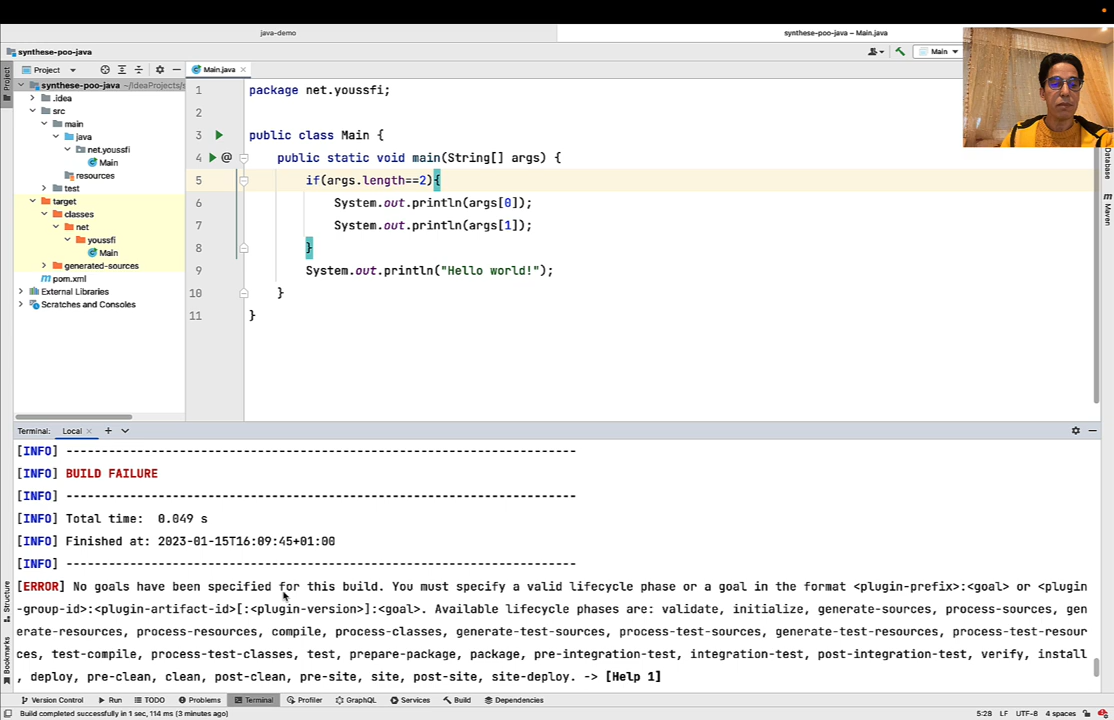 java-demo
synthese-poo-java – Main.java
synthese-poo-java
Main
Project
Project
Main.java
synthese-poo-java ~/IdeaProjects/s
.idea
src
main
java
net.youssfi
Main
resources
test
target
classes
net
youssfi
Main
generated-sources
pom.xml
External Libraries
Scratches and Consoles
1 package net.youssfi;
2
3 public class Main {
4 @ public static void main(String[] args) {
5 if(args.length==2){
6 System.out.println(args[0]);
7 System.out.println(args[1]);
8 }
9 System.out.println("Hello world!");
10 }
11 }
Database
Maven
Terminal: Local
[INFO] ------------------------------------------------------------------------
[INFO] BUILD FAILURE
[INFO] ------------------------------------------------------------------------
[INFO] Total time:  0.049 s
[INFO] Finished at: 2023-01-15T16:09:45+01:00
[INFO] ------------------------------------------------------------------------
[ERROR] No goals have been specified for this build. You must specify a valid lifecycle phase or a goal in the format <plugin-prefix>:<goal> or <plugin
-group-id>:<plugin-artifact-id>[:<plugin-version>]:<goal>. Available lifecycle phases are: validate, initialize, generate-sources, process-sources, gen
erate-resources, process-resources, compile, process-classes, generate-test-sources, process-test-sources, generate-test-resources, process-test-resour
ces, test-compile, process-test-classes, test, prepare-package, package, pre-integration-test, integration-test, post-integration-test, verify, install
, deploy, pre-clean, clean, post-clean, pre-site, site, post-site, site-deploy. -> [Help 1]
Structure
Bookmarks
Version Control Run TODO Problems Terminal Profiler GraphQL Services Build Dependencies
Build completed successfully in 1 sec, 114 ms (3 minutes ago) 5:28 LF UTF-8 4 spaces